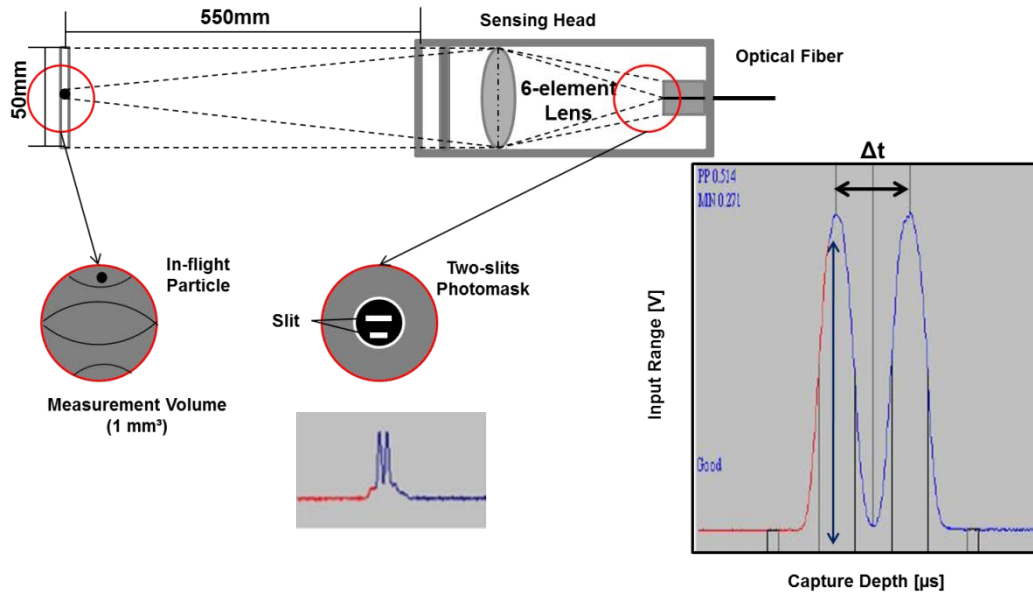 550mm
Sensing Head
Optical Fiber
50mm
6-element
Lens
Δt
PP 0.514
MN 0.271
In-flight
Particle
Two-slits
Photomask
Slit
Measurement Volume
(1 mm³)
Input Range [V]
Good
Capture Depth [µs]